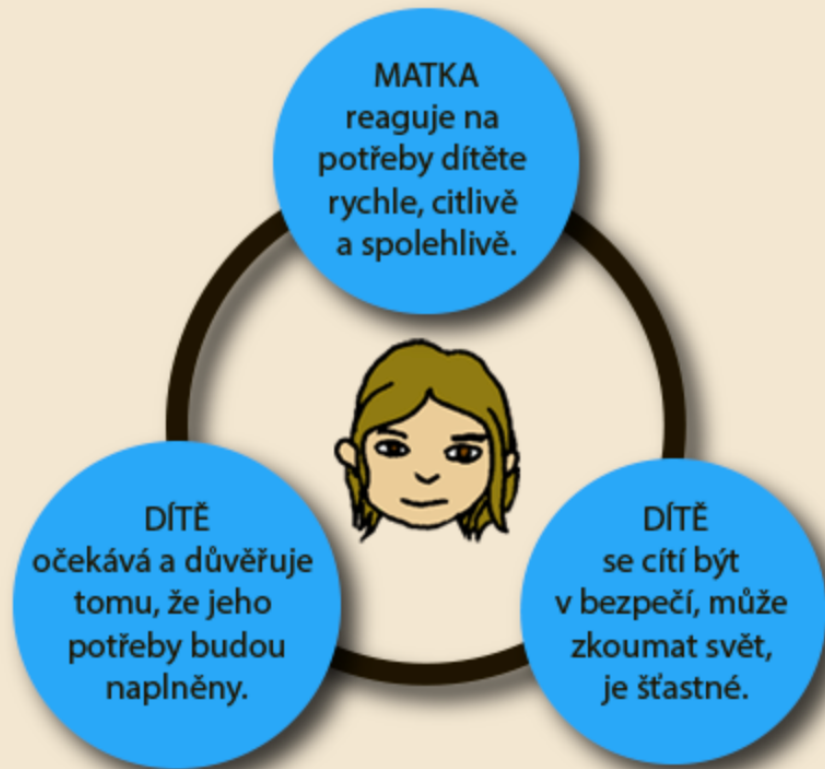 MATKA
reaguje na
potřeby dítěte
rychle, citlivě
a spolehlivě.
DÍTĚ
očekává a důvěřuje
tomu, že jeho
potřeby budou
naplněny.
DÍTĚ
se cítí být
v bezpečí, může
zkoumat svět,
je šťastné.